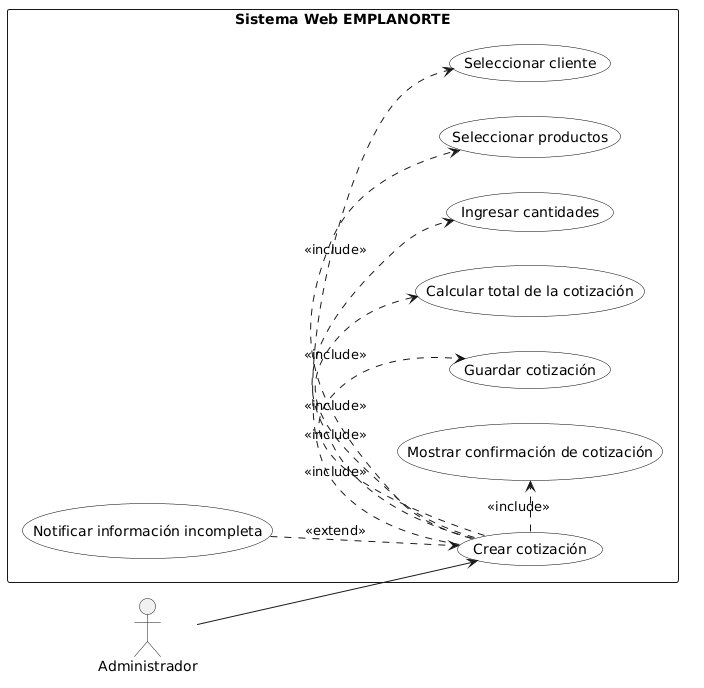 Sistema Web EMPLANORTE
Seleccionar cliente
Seleccionar productos
Ingresar cantidades
«include»
Calcular total de la cotización
«include»
Guardar cotización
«include»
«include»
Mostrar confirmación de cotización
«include»
«include»
Notificar información incompleta
«extend»
Crear cotización
Administrador